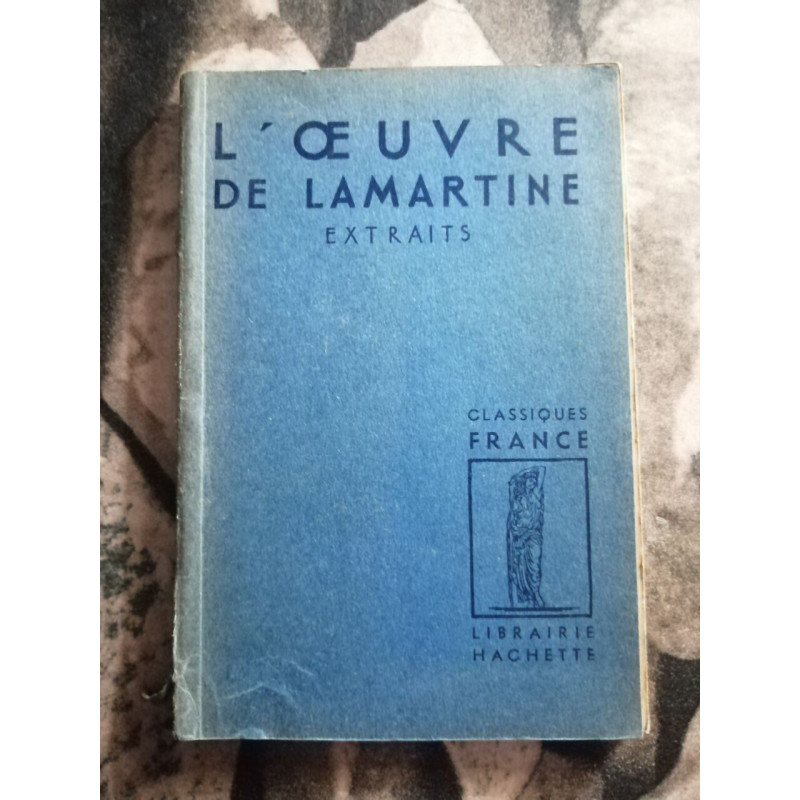 L'ŒUVRE
DE LAMARTINE
EXTRAITS
CLASSIQUES
FRANCE
LIBRAIRIE
HACHETTE